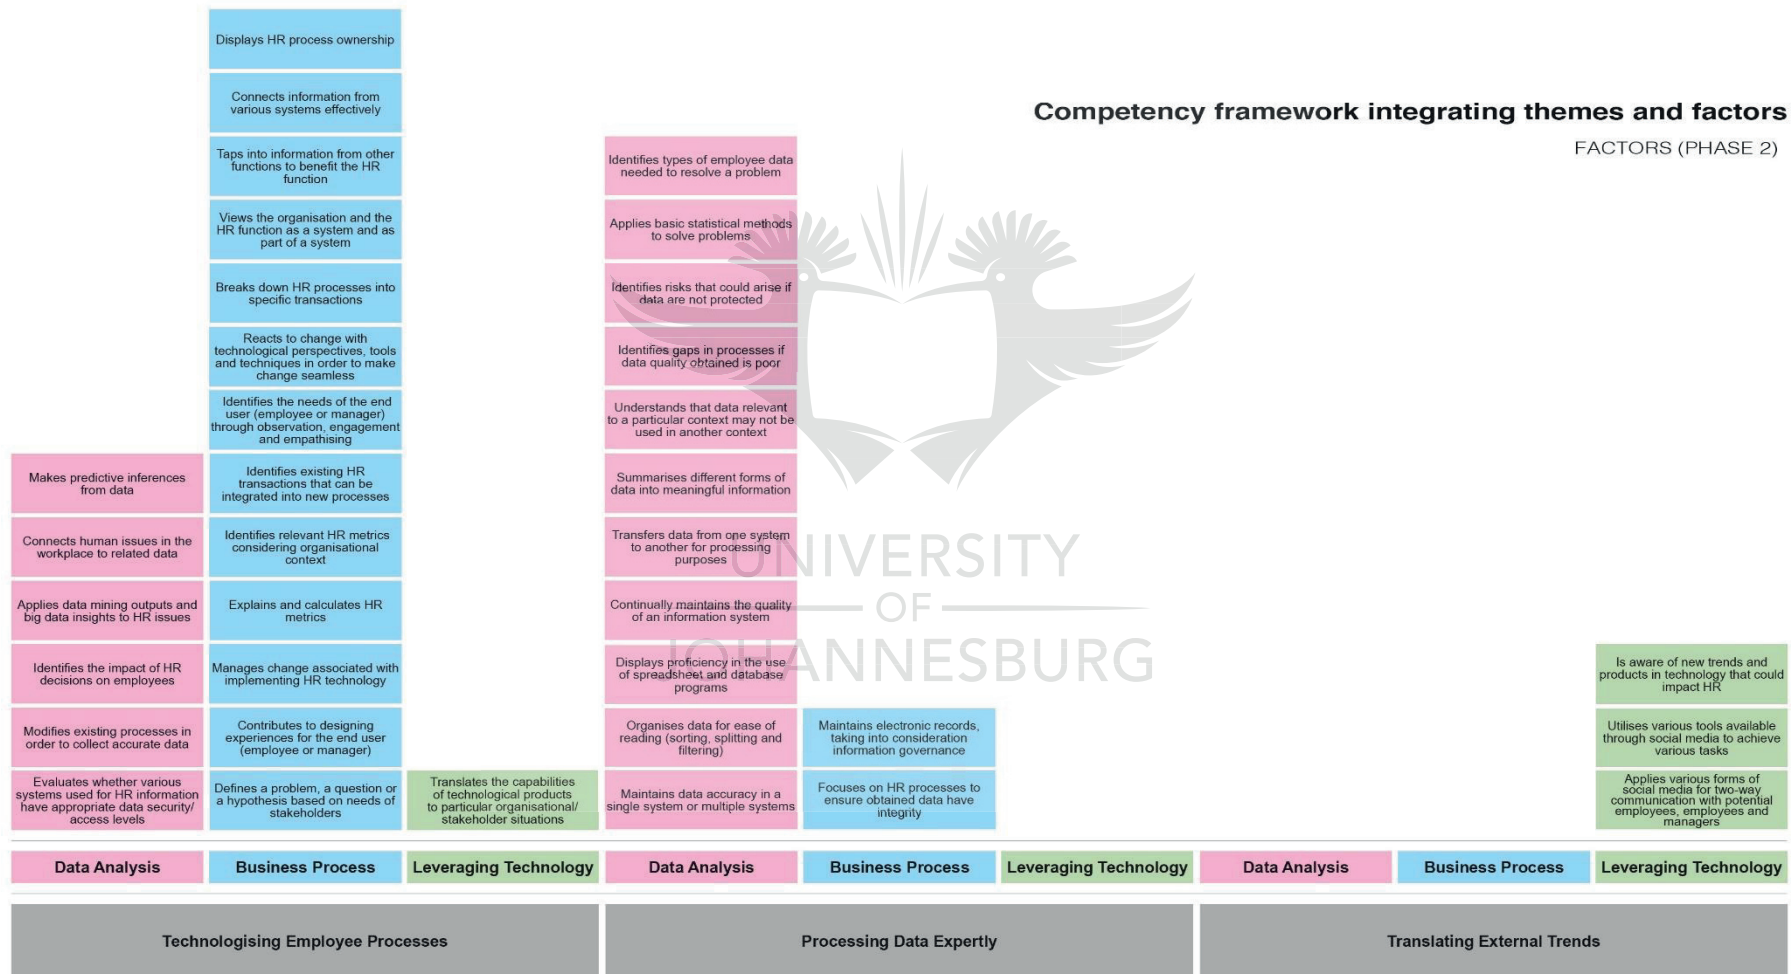 Competency framework integrating themes and factors
FACTORS (PHASE 2)
Makes predictive inferences
from data
Connects human issues in the
workplace to related data
Applies data mining outputs and
big data insights to HR issues
Identifies the impact of HR
decisions on employees
Modifies existing processes in
order to collect accurate data
Evaluates whether various
systems used for HR information
have appropriate data security/
access levels
Displays HR process ownership
Connects information from
various systems effectively
Taps into information from other
functions to benefit the HR
function
Views the organisation and the
HR function as a system and as
part of a system
Breaks down HR processes into
specific transactions
Reacts to change with
technological perspectives, tools
and techniques in order to make
change seamless
Identifies the needs of the end
user (employee or manager)
through observation, engagement
and empathising
Identifies existing HR
transactions that can be
integrated into new processes
Identifies relevant HR metrics
considering organisational
context
Explains and calculates HR
metrics
Manages change associated with
implementing HR technology
Contributes to designing
experiences for the end user
(employee or manager)
Defines a problem, a question or
a hypothesis based on needs of
stakeholders
Translates the capabilities
of technological products
to particular organisational/
stakeholder situations
Identifies types of employee data
needed to resolve a problem
Applies basic statistical methods
to solve problems
Identifies risks that could arise if
data are not protected
Identifies gaps in processes if
data quality obtained is poor
Understands that data relevant
to a particular context may not be
used in another context
Summarises different forms of
data into meaningful information
Transfers data from one system
to another for processing
purposes
Continually maintains the quality
of an information system
Displays proficiency in the use
of spreadsheet and database
programs
Organises data for ease of
reading (sorting, splitting and
filtering)
Maintains data accuracy in a
single system or multiple systems
Maintains electronic records,
taking into consideration
information governance
Focuses on HR processes to
ensure obtained data have
integrity
UNIVERSITY
OF
JOHANNESBURG
Is aware of new trends and
products in technology that could
impact HR
Utilises various tools available
through social media to achieve
various tasks
Applies various forms of
social media for two-way
communication with potential
employees, employees and
managers
Data Analysis
Business Process
Leveraging Technology
Data Analysis
Business Process
Leveraging Technology
Data Analysis
Business Process
Leveraging Technology
Technologising Employee Processes
Processing Data Expertly
Translating External Trends